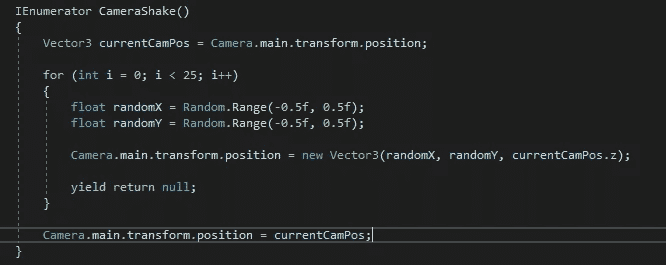 IEnumerator CameraShake()
{
Vector3 currentCamPos = Camera.main.transform.position;
for (int i = 0; i < 25; i++)
{
float randomX = Random.Range(-0.5f, 0.5f);
float randomY = Random.Range(-0.5f, 0.5f);
Camera.main.transform.position = new Vector3(randomX, randomY, currentCamPos.z);
yield return null;
}
Camera.main.transform.position = currentCamPos;
}